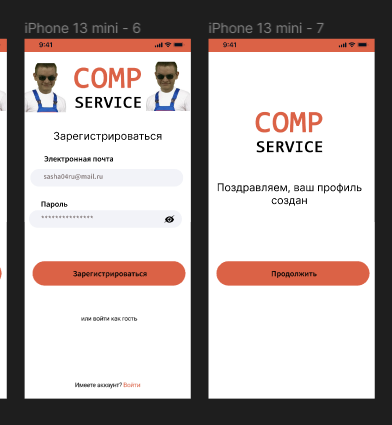 iPhone 13 mini - 6
9:41
COMP
SERVICE
Зарегистрироваться
Электронная почта
sasha04ru@mail.ru
Пароль
***************
Зарегистрироваться
или войти как гость
Имеете аккаунт? Войти
iPhone 13 mini - 7
9:41
COMP
SERVICE
Поздравляем, ваш профиль
создан
Продолжить